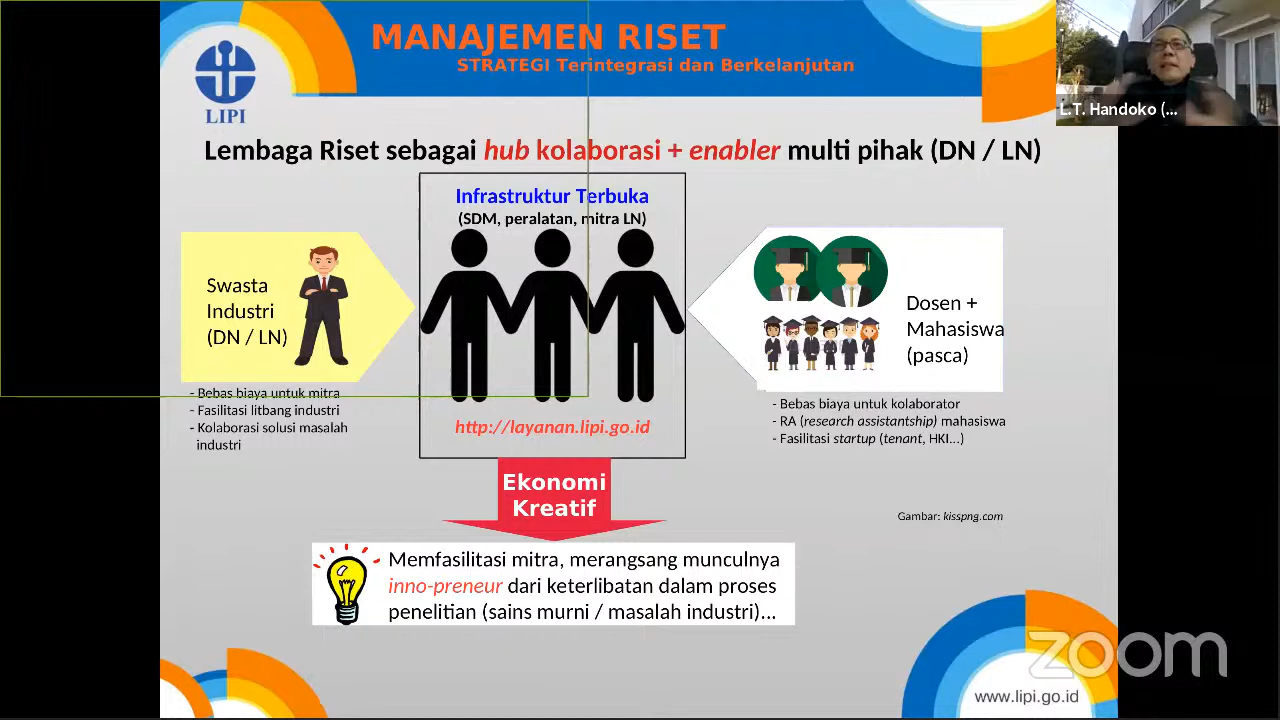 MANAJEMEN RISET
STRATEGI Terintegrasi dan Berkelanjutan
LIPI
L.T. Handoko (...
Lembaga Riset sebagai hub kolaborasi + enabler multi pihak (DN / LN)
Infrastruktur Terbuka
(SDM, peralatan, mitra LN)
Swasta
Industri
(DN / LN)
Dosen +
Mahasiswa
(pasca)
- Bebas biaya untuk mitra
- Fasilitasi litbang industri
- Kolaborasi solusi masalah
industri
- Bebas biaya untuk kolaborator
- RA (research assistantship) mahasiswa
- Fasilitasi startup (tenant, HKI...)
http://layanan.lipi.go.id
Ekonomi
Kreatif
Gambar: kisspng.com
Memfasilitasi mitra, merangsang munculnya
inno-preneur dari keterlibatan dalam proses
penelitian (sains murni / masalah industri)...
zoom
www.lipi.go.id